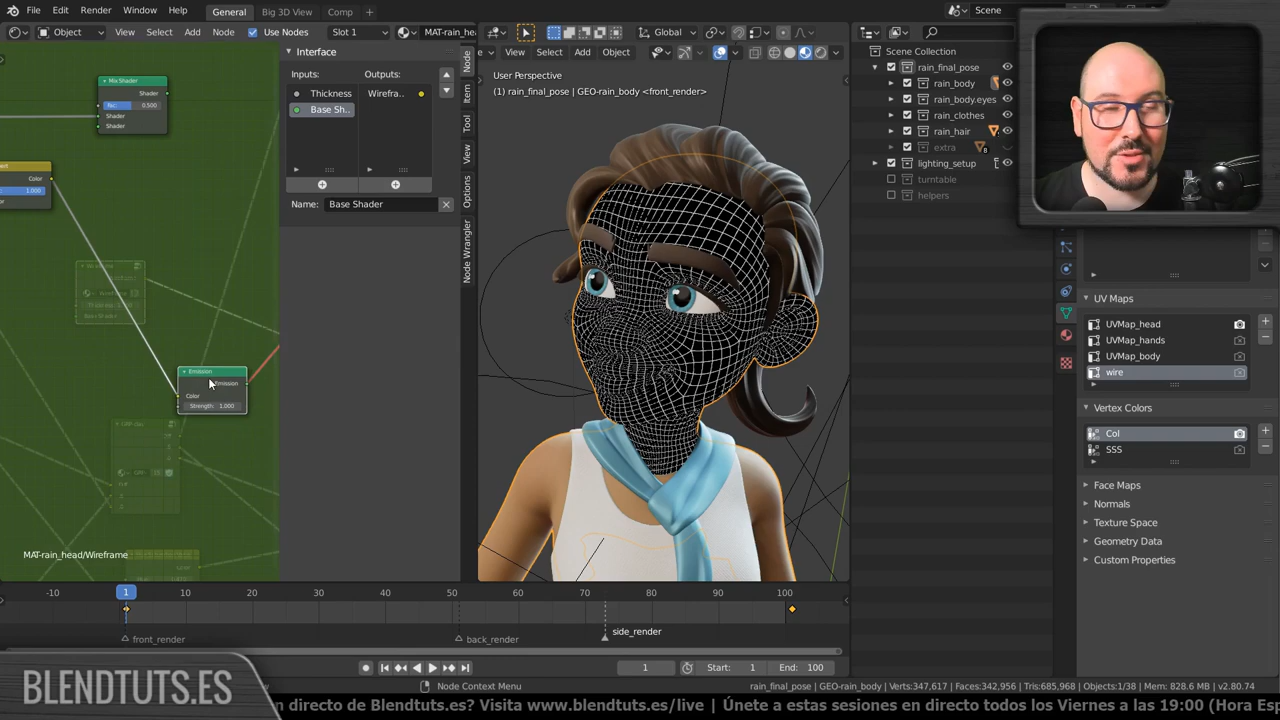 File Edit Render Window Help General Big 3D View Comp Scene
Object View Select Add Node Use Nodes Slot 1 MAT-rain_hea Global
View Select Add Object
Interface
Inputs: Outputs:
Thickness Wirefra..
Base Sh..
Name: Base Shader
Node
Item
Tool
View
Options
Node Wrangler
Mix Shader
Shader
Fac: 0.500
Shader
Shader
Color
1.000
Emission
Emission
Color
Strength: 1.000
MAT-rain_head/Wireframe
User Perspective
(1) rain_final_pose | GEO-rain_body <front_render>
Scene Collection
rain_final_pose
rain_body
rain_body.eyes
rain_clothes
rain_hair
extra
8
lighting_setup
turntable
helpers
UV Maps
UVMap_head
UVMap_hands
UVMap_body
wire
Vertex Colors
Col
SSS
Face Maps
Normals
Texture Space
Geometry Data
Custom Properties
-10 1 10 20 30 40 50 60 70 80 90 100
front_render back_render side_render
1 Start: 1 End: 100
Node Context Menu
rain_final_pose | GEO-rain_body | Verts:347,617 | Faces:342,956 | Tris:685,968 | Objects:1/38 | Mem: 828.6 MB | v2.80.74
BLENDTUTS.ES
n directo de Blendtuts.es? Visita www.blendtuts.es/live | Únete a estas sesiones en directo todos los Viernes a las 19:00 (Hora Esp